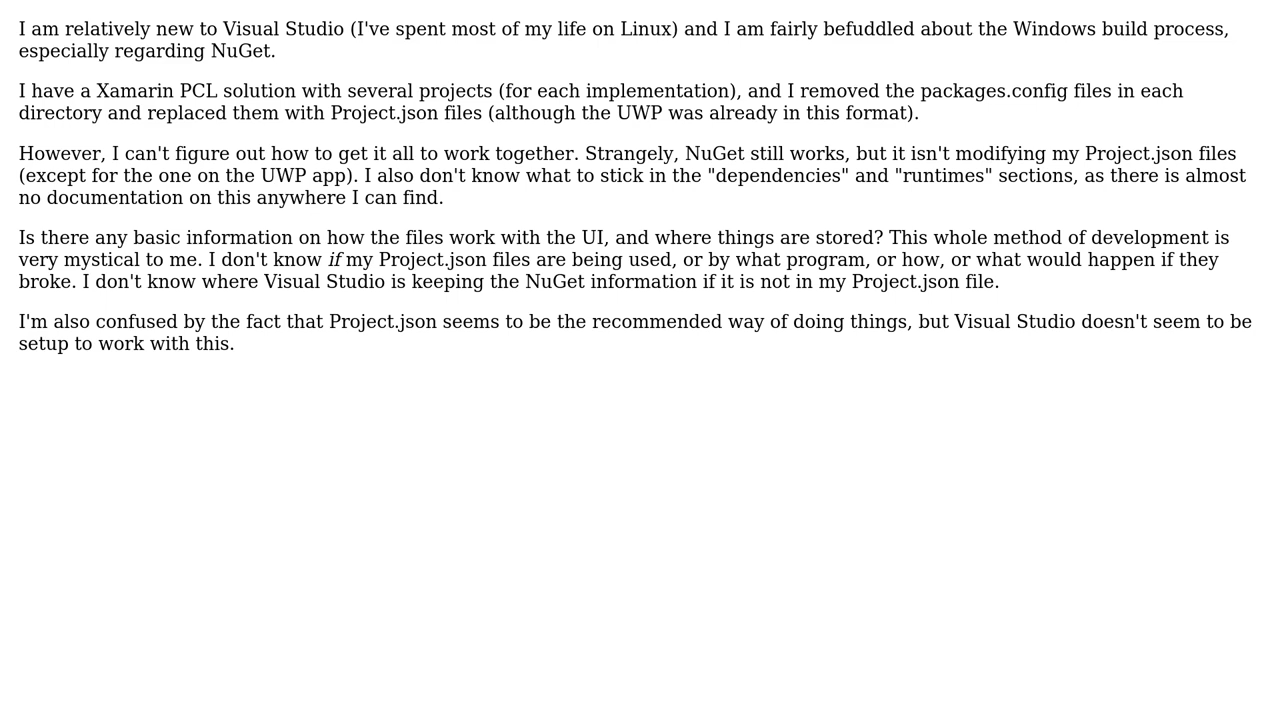 I am relatively new to Visual Studio (I've spent most of my life on Linux) and I am fairly befuddled about the Windows build process,
especially regarding NuGet.
I have a Xamarin PCL solution with several projects (for each implementation), and I removed the packages.config files in each
directory and replaced them with Project.json files (although the UWP was already in this format).
However, I can't figure out how to get it all to work together. Strangely, NuGet still works, but it isn't modifying my Project.json files
(except for the one on the UWP app). I also don't know what to stick in the "dependencies" and "runtimes" sections, as there is almost
no documentation on this anywhere I can find.
Is there any basic information on how the files work with the UI, and where things are stored? This whole method of development is
very mystical to me. I don't know if my Project.json files are being used, or by what program, or how, or what would happen if they
broke. I don't know where Visual Studio is keeping the NuGet information if it is not in my Project.json file.
I'm also confused by the fact that Project.json seems to be the recommended way of doing things, but Visual Studio doesn't seem to be
setup to work with this.